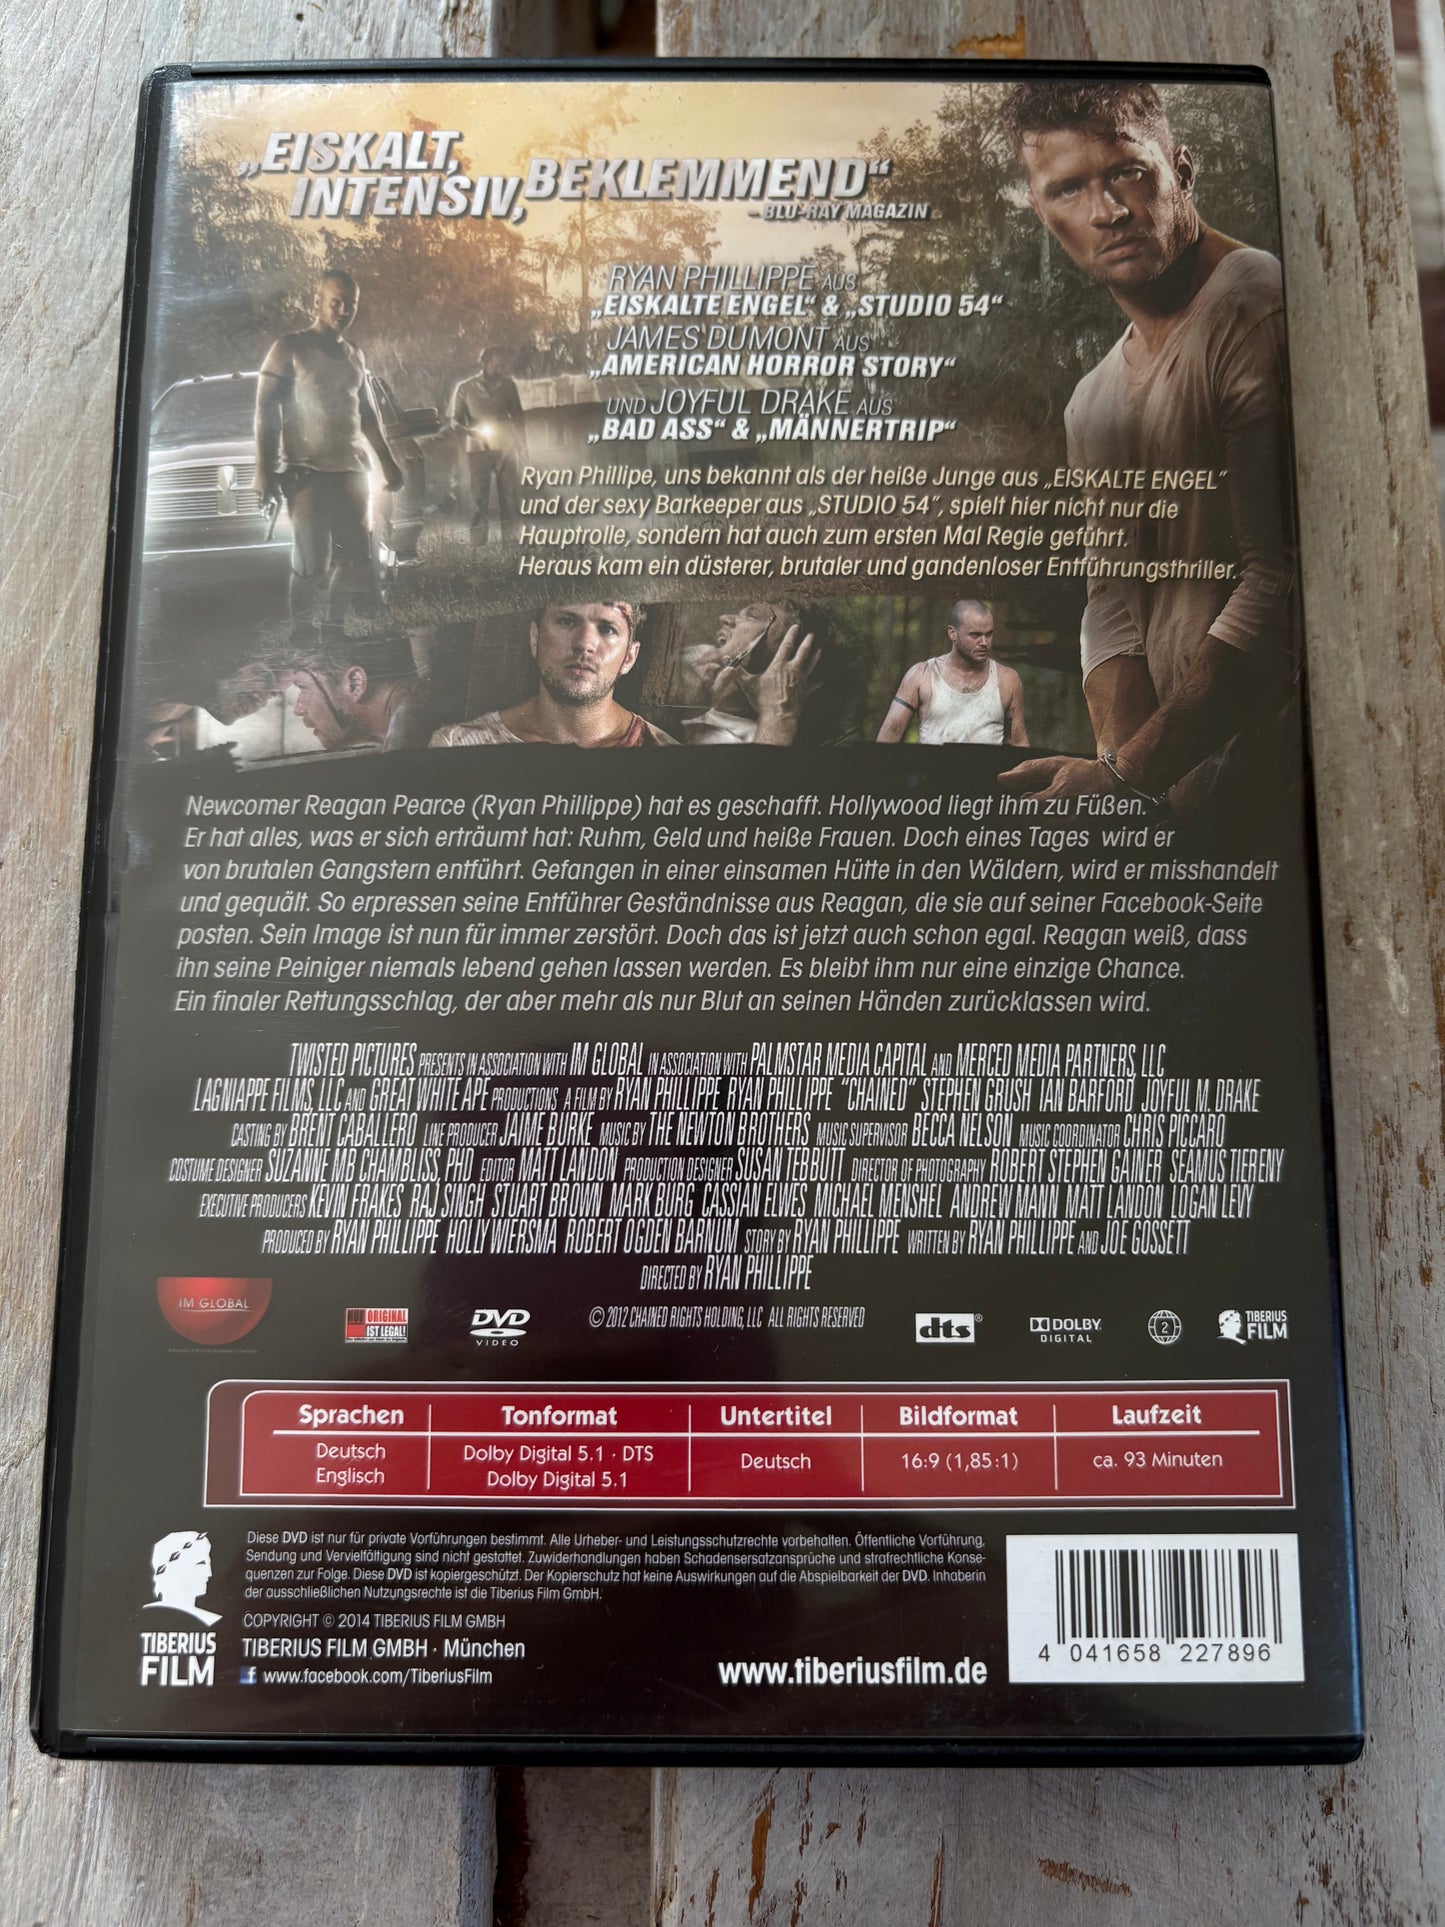 „EISKALT,
INTENSIV, BEKLEMMEND“
– BLU-RAY MAGAZIN
RYAN PHILLIPPE AUS
„EISKALTE ENGEL“ & „STUDIO 54“
JAMES DUMONT AUS
„AMERICAN HORROR STORY“
UND JOYFUL DRAKE AUS
„BAD ASS“ & „MÄNNERTRIP“
Ryan Phillipe, uns bekannt als der heiße Junge aus „EISKALTE ENGEL“
und der sexy Barkeeper aus „STUDIO 54“, spielt hier nicht nur die
Hauptrolle, sondern hat auch zum ersten Mal Regie geführt.
Heraus kam ein düsterer, brutaler und gandenloser Entführungsthriller.
Newcomer Reagan Pearce (Ryan Phillippe) hat es geschafft. Hollywood liegt ihm zu Füßen.
Er hat alles, was er sich erträumt hat: Ruhm, Geld und heiße Frauen. Doch eines Tages wird er
von brutalen Gangstern entführt. Gefangen in einer einsamen Hütte in den Wäldern, wird er misshandelt
und gequält. So erpressen seine Entführer Geständnisse aus Reagan, die sie auf seiner Facebook-Seite
posten. Sein Image ist nun für immer zerstört. Doch das ist jetzt auch schon egal. Reagan weiß, dass
ihn seine Peiniger niemals lebend gehen lassen werden. Es bleibt ihm nur eine einzige Chance.
Ein finaler Rettungsschlag, der aber mehr als nur Blut an seinen Händen zurücklassen wird.
TWISTED PICTURES PRESENTS IN ASSOCIATION WITH IM GLOBAL IN ASSOCIATION WITH PALMSTAR MEDIA CAPITAL AND MERCED MEDIA PARTNERS, LLC
LAGNIAPPE FILMS, LLC AND GREAT WHITE APE PRODUCTIONS A FILM BY RYAN PHILLIPPE RYAN PHILLIPPE "CHAINED" STEPHEN GRUSH IAN BARFORD JOYFUL M. DRAKE
CASTING BY BRENT CABALLERO LINE PRODUCER JAIME BURKE MUSIC BY THE NEWTON BROTHERS MUSIC SUPERVISOR BECCA NELSON MUSIC COORDINATOR CHRIS PICCARO
COSTUME DESIGNER SUZANNE MB CHAMBLISS, PHD EDITOR MATT LANDON PRODUCTION DESIGNER SUSAN TEBBUTT DIRECTOR OF PHOTOGRAPHY ROBERT STEPHEN GAINER SEAMUS TIERENY
EXECUTIVE PRODUCERS KEVIN FRAKES RAJ SINGH STUART BROWN MARK BURG CASSIAN ELWES MICHAEL MENSHEL ANDREW MANN MATT LANDON LOGAN LEVY
PRODUCED BY RYAN PHILLIPPE HOLLY WIERSMA ROBERT OGDEN BARNUM STORY BY RYAN PHILLIPPE WRITTEN BY RYAN PHILLIPPE AND JOE GOSSETT
DIRECTED BY RYAN PHILLIPPE
IM GLOBAL
NUR ORIGINAL
IST LEGAL!
DVD
VIDEO
© 2012 CHAINED RIGHTS HOLDING, LLC ALL RIGHTS RESERVED
dts®
DOLBY
DIGITAL
2
TIBERIUS
FILM
Sprachen Tonformat Untertitel Bildformat Laufzeit
Deutsch Dolby Digital 5.1 · DTS Deutsch 16:9 (1,85:1) ca. 93 Minuten
Englisch Dolby Digital 5.1
Diese DVD ist nur für private Vorführungen bestimmt. Alle Urheber- und Leistungsschutzrechte vorbehalten. Öffentliche Vorführung,
Sendung und Vervielfältigung sind nicht gestattet. Zuwiderhandlungen haben Schadensersatzansprüche und strafrechtliche Konse-
quenzen zur Folge. Diese DVD ist kopiergeschützt. Der Kopierschutz hat keine Auswirkungen auf die Abspielbarkeit der DVD. Inhaberin
der ausschließlichen Nutzungsrechte ist die Tiberius Film GmbH.
COPYRIGHT © 2014 TIBERIUS FILM GMBH
TIBERIUS FILM GMBH · München
f www.facebook.com/TiberiusFilm
TIBERIUS
FILM
www.tiberiusfilm.de
4 041658 227896